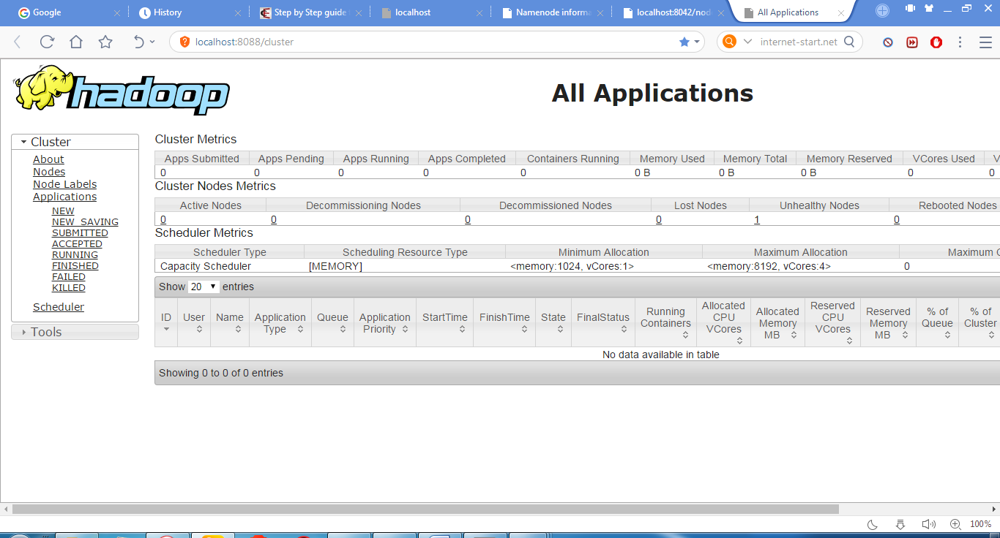 Google
History
Step by Step guide
localhost
Namenode informa
localhost:8042/nod
All Applications
localhost:8088/cluster
internet-start.net
hadoop
All Applications
Cluster
About
Nodes
Node Labels
Applications
NEW
NEW_SAVING
SUBMITTED
ACCEPTED
RUNNING
FINISHED
FAILED
KILLED
Scheduler
Tools
Cluster Metrics
Apps Submitted Apps Pending Apps Running Apps Completed Containers Running Memory Used Memory Total Memory Reserved VCores Used V
0 0 0 0 0 0 B 0 B 0 B 0 0
Cluster Nodes Metrics
Active Nodes Decommissioning Nodes Decommissioned Nodes Lost Nodes Unhealthy Nodes Rebooted Nodes
0 0 0 0 1 0
Scheduler Metrics
Scheduler Type Scheduling Resource Type Minimum Allocation Maximum Allocation Maximum C
Capacity Scheduler [MEMORY] <memory:1024, vCores:1> <memory:8192, vCores:4> 0
Show 20 entries
ID User Name Application Type Queue Application Priority StartTime FinishTime State FinalStatus Running Containers Allocated CPU VCores Allocated Memory MB Reserved CPU VCores Reserved Memory MB % of Queue % of Cluster
No data available in table
Showing 0 to 0 of 0 entries
100%